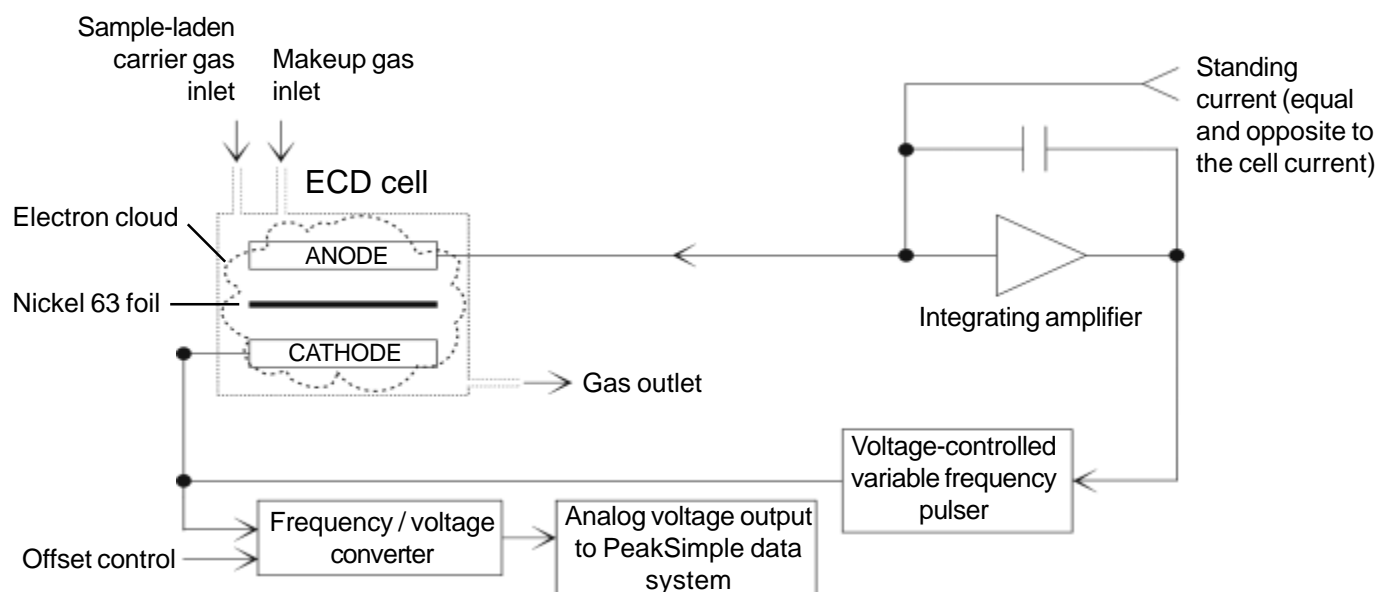 Sample-laden
carrier gas
inlet
Makeup gas
inlet
Standing
current (equal
and opposite to
the cell current)
ECD cell
Electron cloud
ANODE
Nickel 63 foil
Integrating amplifier
CATHODE
Gas outlet
Voltage-controlled
variable frequency
pulser
Frequency / voltage
converter
Analog voltage output
to PeakSimple data
system
Offset control